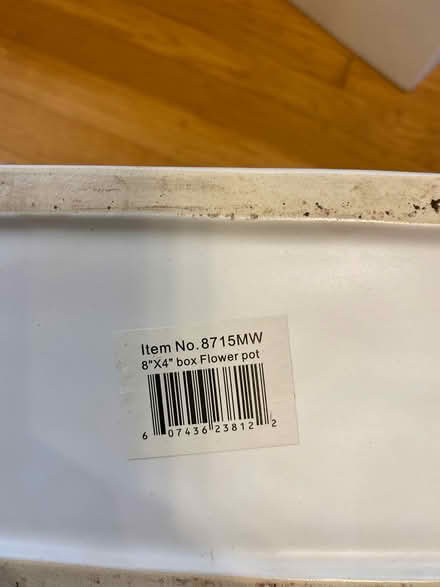 Item No.8715MW
8"X4" box Flower pot
6 07436 23812 2